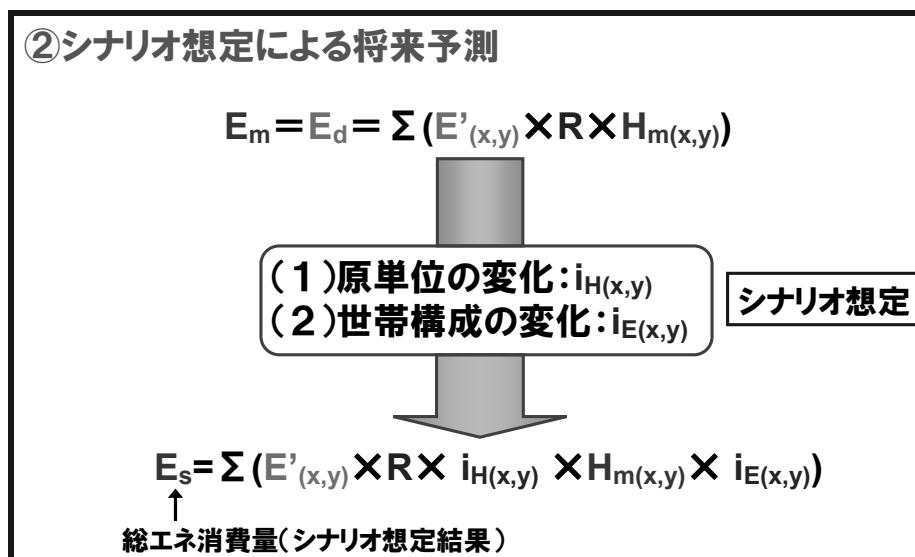 ②シナリオ想定による将来予測
Em＝Ed＝Σ(E'(x,y)×R×Hm(x,y))
（１）原単位の変化：iH(x,y)
（２）世帯構成の変化：iE(x,y)
シナリオ想定
Es=Σ(E'(x,y)×R× iH(x,y) ×Hm(x,y)× iE(x,y))
総エネ消費量（シナリオ想定結果）